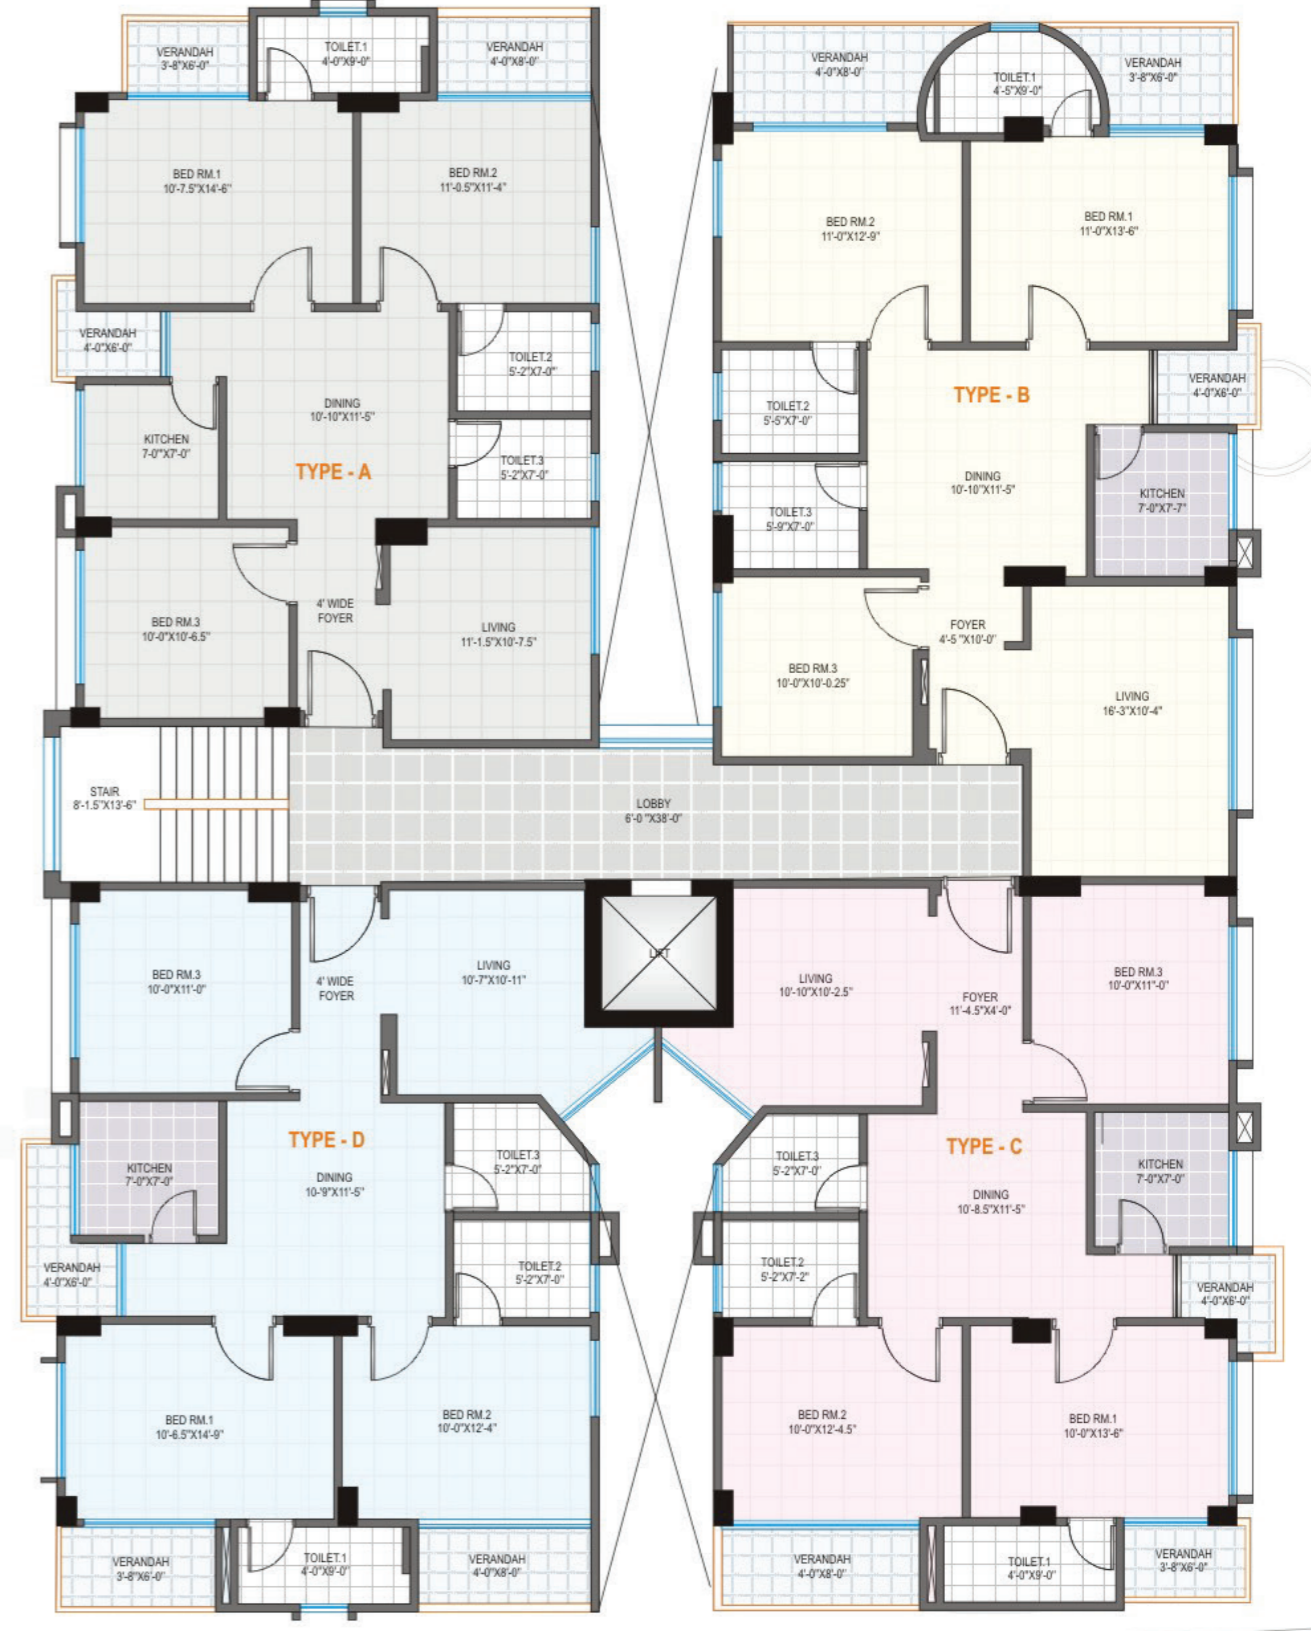 VERANDAH
3'-8"X6'-0"
TOILET.1
4'-0"X9'-0"
VERANDAH
4'-0"X8'-0"
BED RM.1
10'-7.5"X14'-6"
BED RM.2
11'-0.5"X11'-4"
VERANDAH
4'-0"X6'-0"
TOILET.2
5'-2"X7-0"
DINING
10'-10"X11'-5"
KITCHEN
7-0"X7'-0"
TYPE - A
TOILET.3
5'-2"X7'-0"
BED RM.3
10'-0"X10'-6.5"
4' WIDE
FOYER
LIVING
11'-1.5"X10'-7.5"
VERANDAH
4'-0"X8'-0"
TOILET.1
4'-5"X9'-0"
VERANDAH
3'-8"X6'-0"
BED RM.2
11'-0"X12'-9"
BED RM.1
11'-0"X13'-6"
TYPE - B
VERANDAH
4'-0"X6'-0"
TOILET.2
5'-5"X7'-0"
DINING
10'-10"X11'-5"
KITCHEN
7'-0"X7'-7"
TOILET.3
5'-9"X7'-0"
FOYER
4'-5 "X10'-0"
BED RM.3
10'-0"X10'-0.25"
LIVING
16'-3"X10'-4"
STAIR
8'-1.5"X13'-6"
LOBBY
6'-0 "X38'-0"
LIFT
BED RM.3
10'-0"X11'-0"
4' WIDE
FOYER
LIVING
10'-7"X10'-11"
TYPE - D
KITCHEN
7'-0"X7'-0"
DINING
10-'9"X11'-5"
TOILET.3
5'-2"X7'-0"
VERANDAH
4'-0"X6'-0"
TOILET.2
5'-2"X7'-0"
BED RM.1
10'-6.5"X14'-9"
BED RM.2
10'-0"X12'-4"
VERANDAH
3'-8"X6'-0"
TOILET.1
4'-0"X9'-0"
VERANDAH
4'-0"X8'-0"
LIVING
10'-10"X10'-2.5"
FOYER
11'-4.5"X4'-0"
BED RM.3
10'-0"X11"-0"
TYPE - C
TOILET.3
5'-2"X7'-0"
DINING
10'-8.5"X11'-5"
KITCHEN
7'-0"X7'-0"
TOILET.2
5'-2"X7'-2"
VERANDAH
4'-0"X6'-0"
BED RM.2
10'-0"X12'-4.5"
BED RM.1
10'-0"X13'-6"
VERANDAH
4'-0"X8'-0"
TOILET.1
4'-0"X9'-0"
VERANDAH
3'-8"X6'-0"